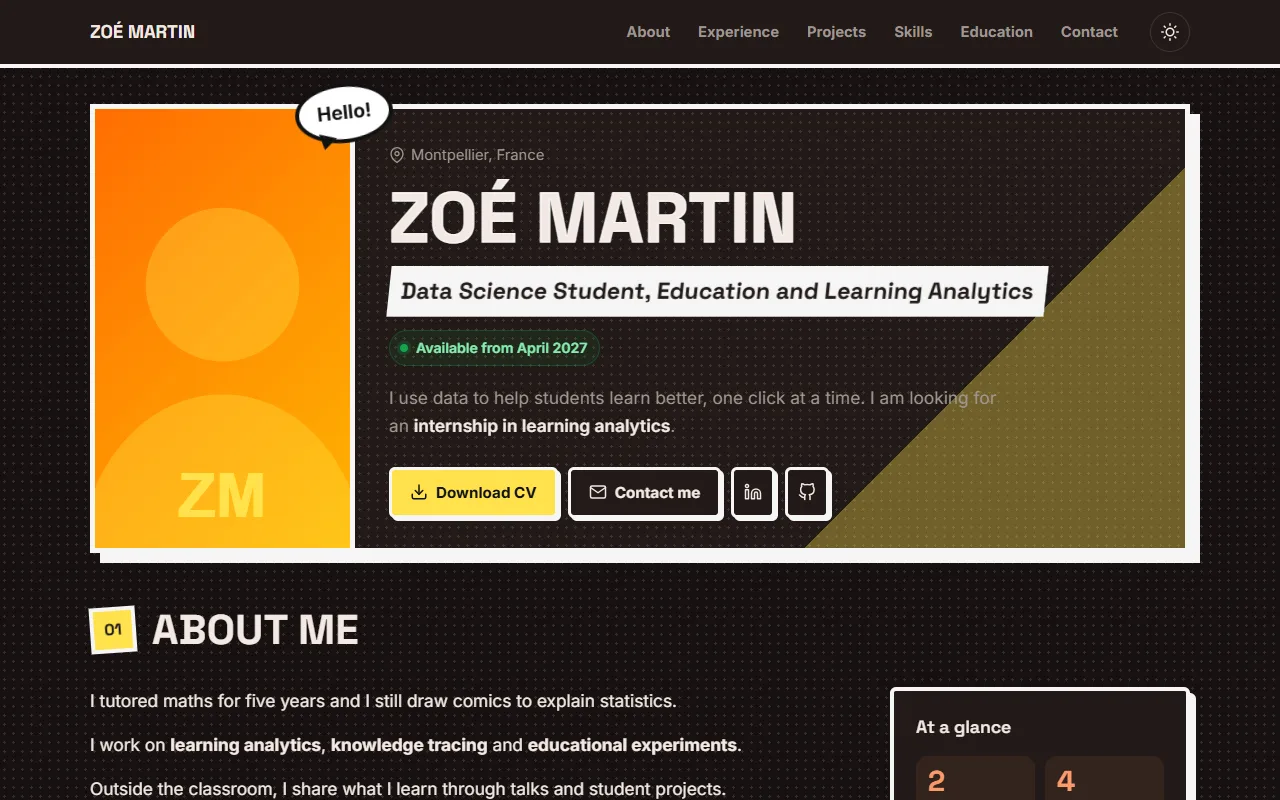 ZOÉ MARTIN
About
Experience
Projects
Skills
Education
Contact
Hello!
Montpellier, France
ZOÉ MARTIN
Data Science Student, Education and Learning Analytics
Available from April 2027
I use data to help students learn better, one click at a time. I am looking for
an internship in learning analytics.
ZM
Download CV
Contact me
01
ABOUT ME
I tutored maths for five years and I still draw comics to explain statistics.
I work on learning analytics, knowledge tracing and educational experiments.
Outside the classroom, I share what I learn through talks and student projects.
At a glance
2
4